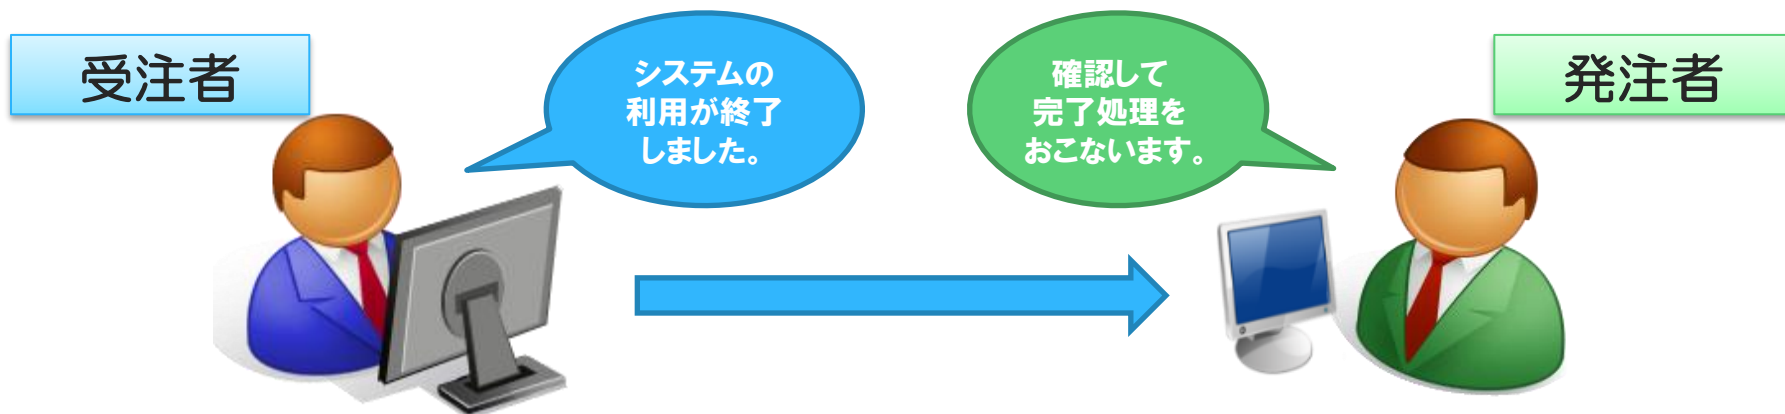 受注者
システムの
利用が終了
しました。
確認して
完了処理を
おこないます。
発注者